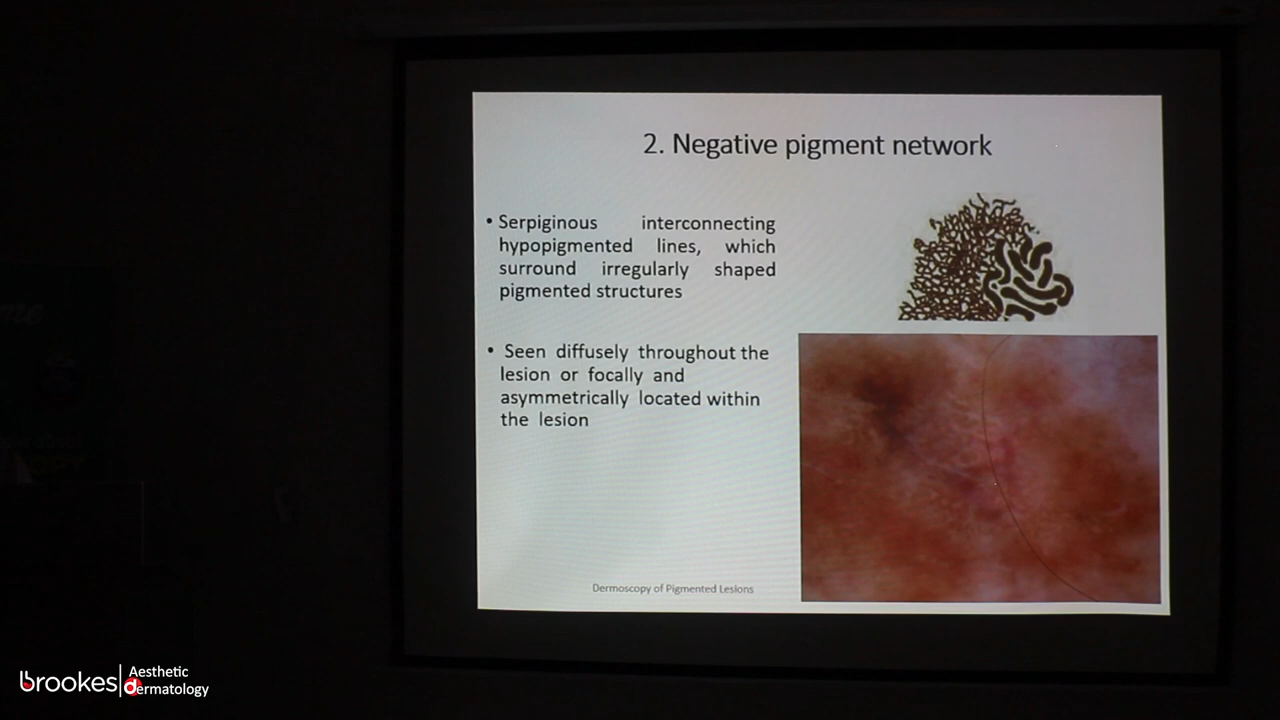 2. Negative pigment network
• Serpiginous interconnecting
hypopigmented lines, which
surround irregularly shaped
pigmented structures
• Seen diffusely throughout the
lesion or focally and
asymmetrically located within
the lesion
Dermoscopy of Pigmented Lesions
brookes Aesthetic
dermatology